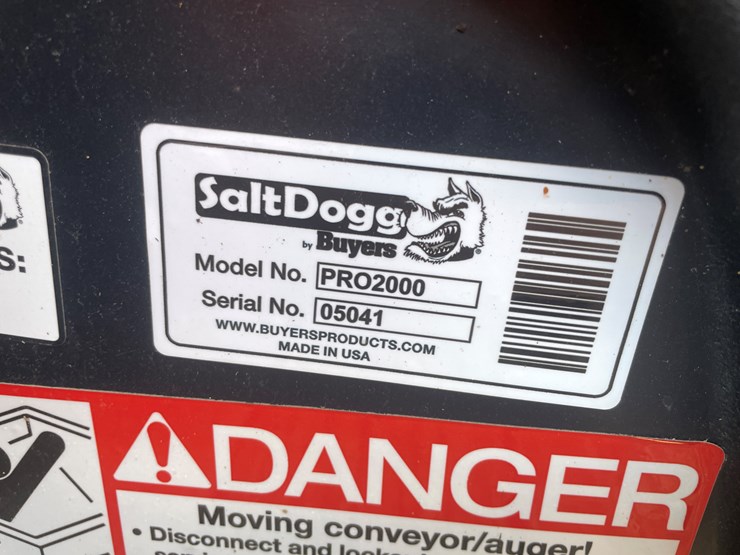 SaltDogg
by Buyers
Model No. PRO2000
Serial No. 05041
WWW.BUYERSPRODUCTS.COM
MADE IN USA
S:
DANGER
Moving conveyor/auger!
• Disconnect and